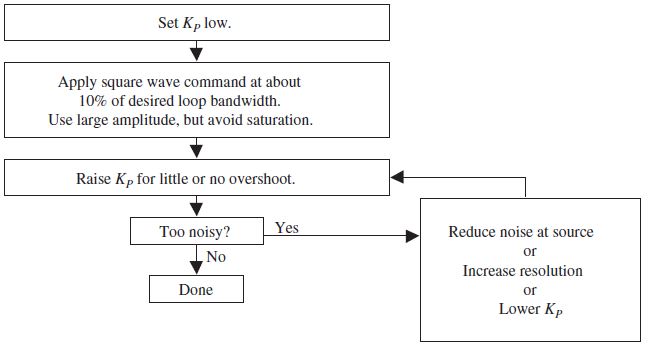 Set K_P low.
Apply square wave command at about
10% of desired loop bandwidth.
Use large amplitude, but avoid saturation.
Raise K_P for little or no overshoot.
Too noisy?
Yes
No
Done
Reduce noise at source
or
Increase resolution
or
Lower K_P